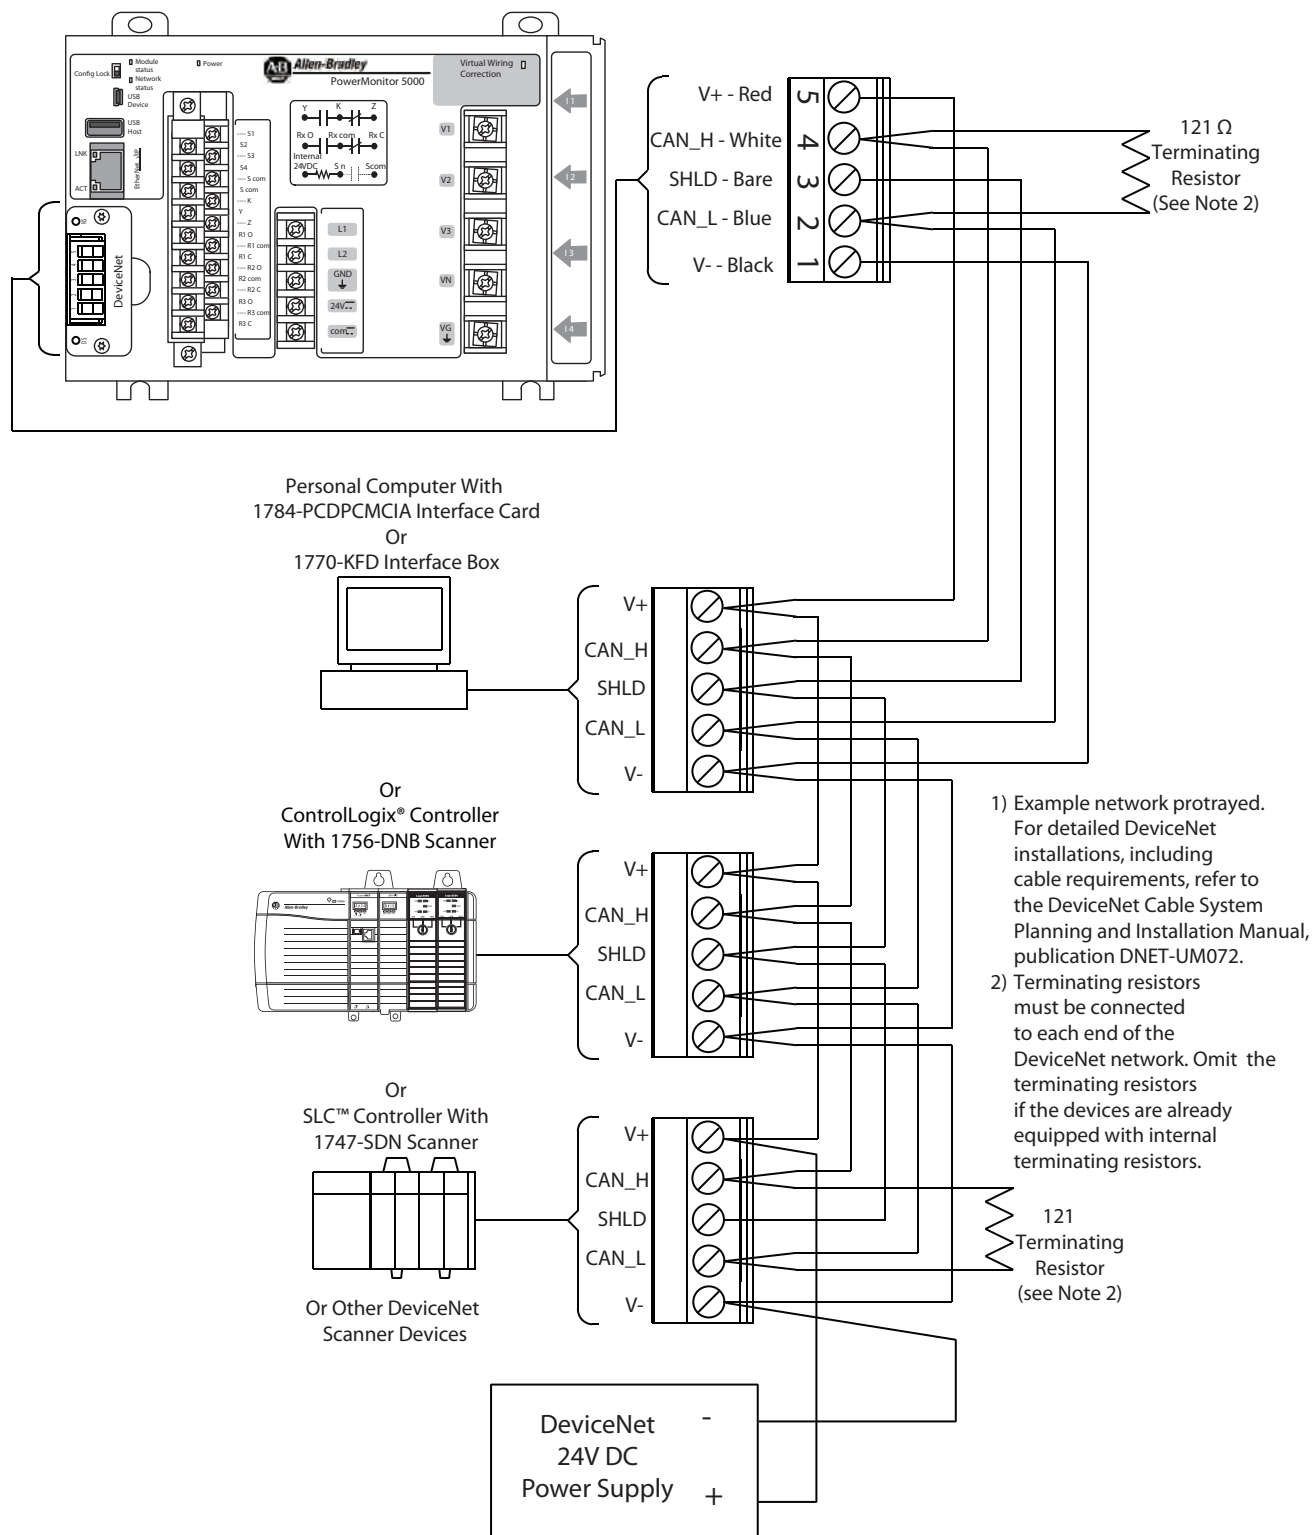 Config Lock
Module
status
Network
status
Power
USB
Device
USB
Host
LNK
ACT
EtherNet
DeviceNet
A-B
Allen-Bradley
PowerMonitor 5000
Virtual Wiring
Correction
Y K Z
Rx O Rx com Rx C
Internal
24VDC S n Scom
S1
S2
S3
S4
S com
S com
K
Y
Z
R1 O
R1 com
R1 C
R2 O
R2 com
R2 C
R3 O
R3 com
R3 C
L1
L2
GND
24V
com
V1
V2
V3
VN
VG
I 1
I 2
I 3
I 4
V+ - Red
CAN_H - White
SHLD - Bare
CAN_L - Blue
V- - Black
5
4
3
2
1
121 Ω
Terminating
Resistor
(See Note 2)
Personal Computer With
1784-PCDPCMCIA Interface Card
Or
1770-KFD Interface Box
V+
CAN_H
SHLD
CAN_L
V-
Or
ControlLogix® Controller
With 1756-DNB Scanner
Allen-Bradley
V+
CAN_H
SHLD
CAN_L
V-
1) Example network protrayed.
For detailed DeviceNet
installations, including
cable requirements, refer to
the DeviceNet Cable System
Planning and Installation Manual,
publication DNET-UM072.
2) Terminating resistors
must be connected
to each end of the
DeviceNet network. Omit the
terminating resistors
if the devices are already
equipped with internal
terminating resistors.
Or
SLC™ Controller With
1747-SDN Scanner
Or Other DeviceNet
Scanner Devices
V+
CAN_H
SHLD
CAN_L
V-
121
Terminating
Resistor
(see Note 2)
DeviceNet
24V DC
Power Supply
-
+